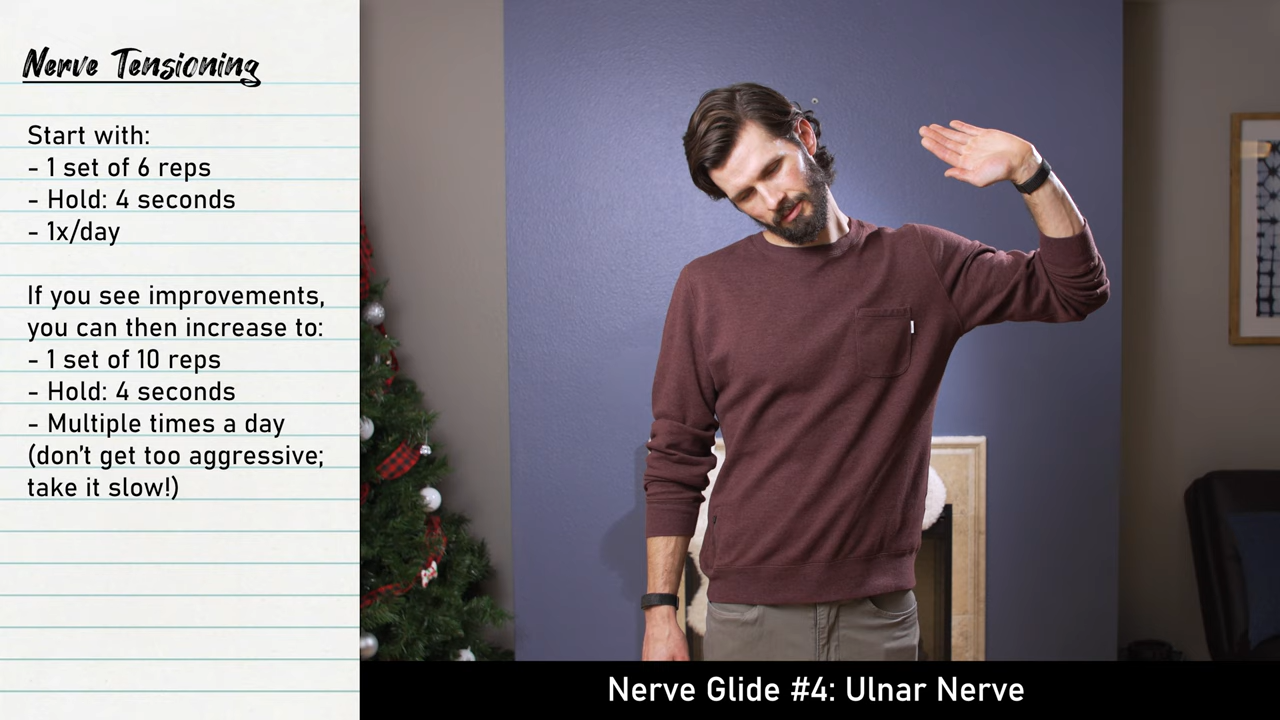 Nerve Tensioning
Start with:
- 1 set of 6 reps
- Hold: 4 seconds
- 1x/day
If you see improvements,
you can then increase to:
- 1 set of 10 reps
- Hold: 4 seconds
- Multiple times a day
(don't get too aggressive;
take it slow!)
Nerve Glide #4: Ulnar Nerve